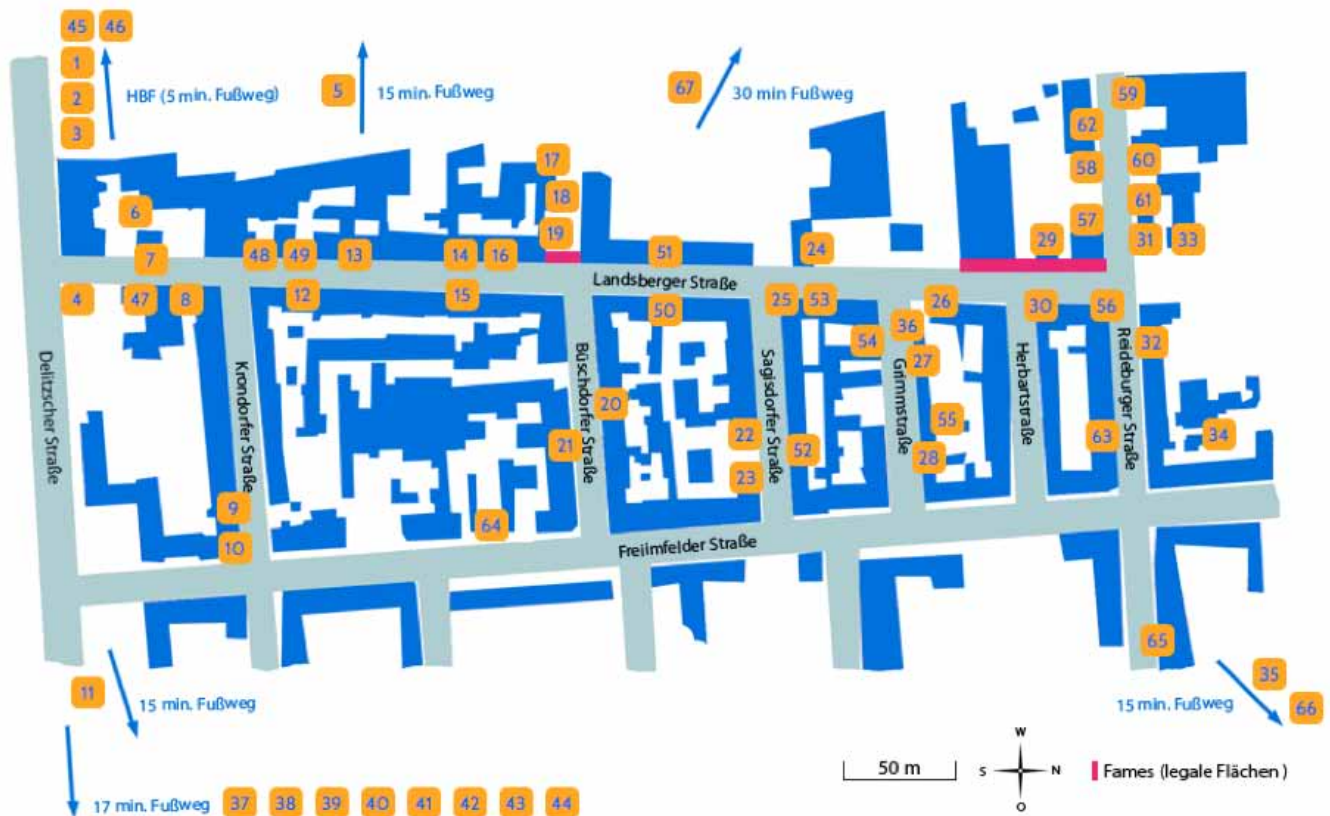 45 46
1
2
3
HBF (5 min. Fußweg)
5
15 min. Fußweg
67
30 min Fußweg
59
62
60
58
17
18
19
6
7
61
57
29
31
33
48
49
13
14
16
51
24
Landsberger Straße
4
47
8
12
15
50
25
53
26
30
56
36
54
27
32
Delitzscher Straße
Krondorfer Straße
Büschdorfer Straße
Sagisdorfer Straße
Grimmstraße
Herbartstraße
Reideburger Straße
20
21
22
23
52
55
28
63
34
9
10
64
Freiimfelder Straße
65
11
15 min. Fußweg
35
66
15 min. Fußweg
17 min. Fußweg 37 38 39 40 41 42 43 44
50 m
W
S N
O
Fames (legale Flächen )